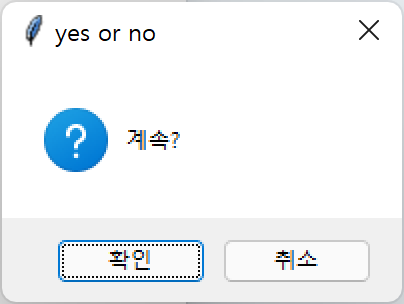 yes or no
계속?
확인
취소